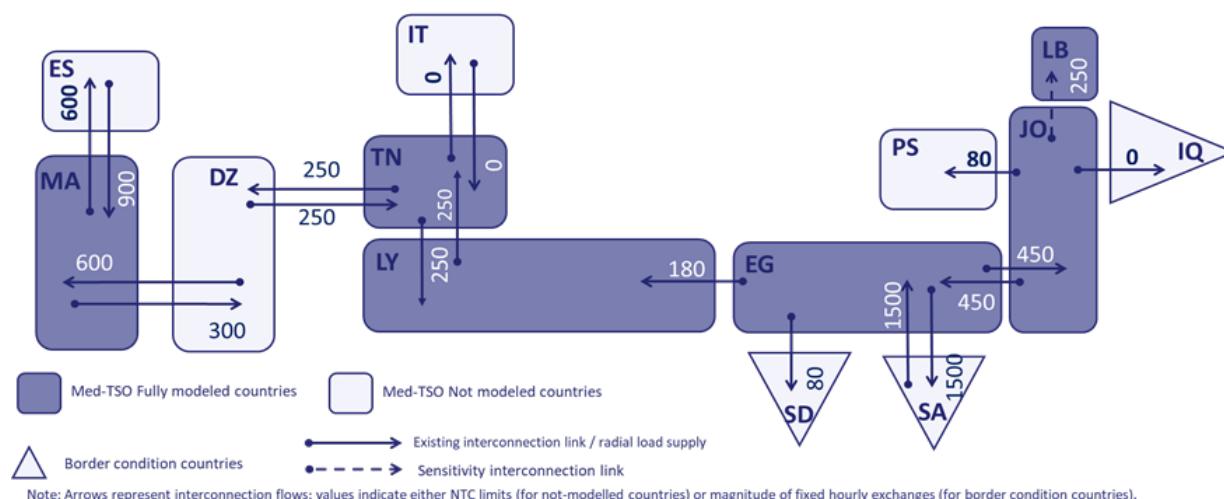 IT
LB
ES
250
0
600
JO
PS
TN
80
0
IQ
MA
DZ
250
0
900
250
250
600
LY
250
EG
180
450
1500
450
300
80
1500
SD
SA
Med-TSO Fully modeled countries
Med-TSO Not modeled countries
Border condition countries
Existing interconnection link / radial load supply
Sensitivity interconnection link
Note: Arrows represent interconnection flows; values indicate either NTC limits (for not-modelled countries) or magnitude of fixed hourly exchanges (for border condition countries).